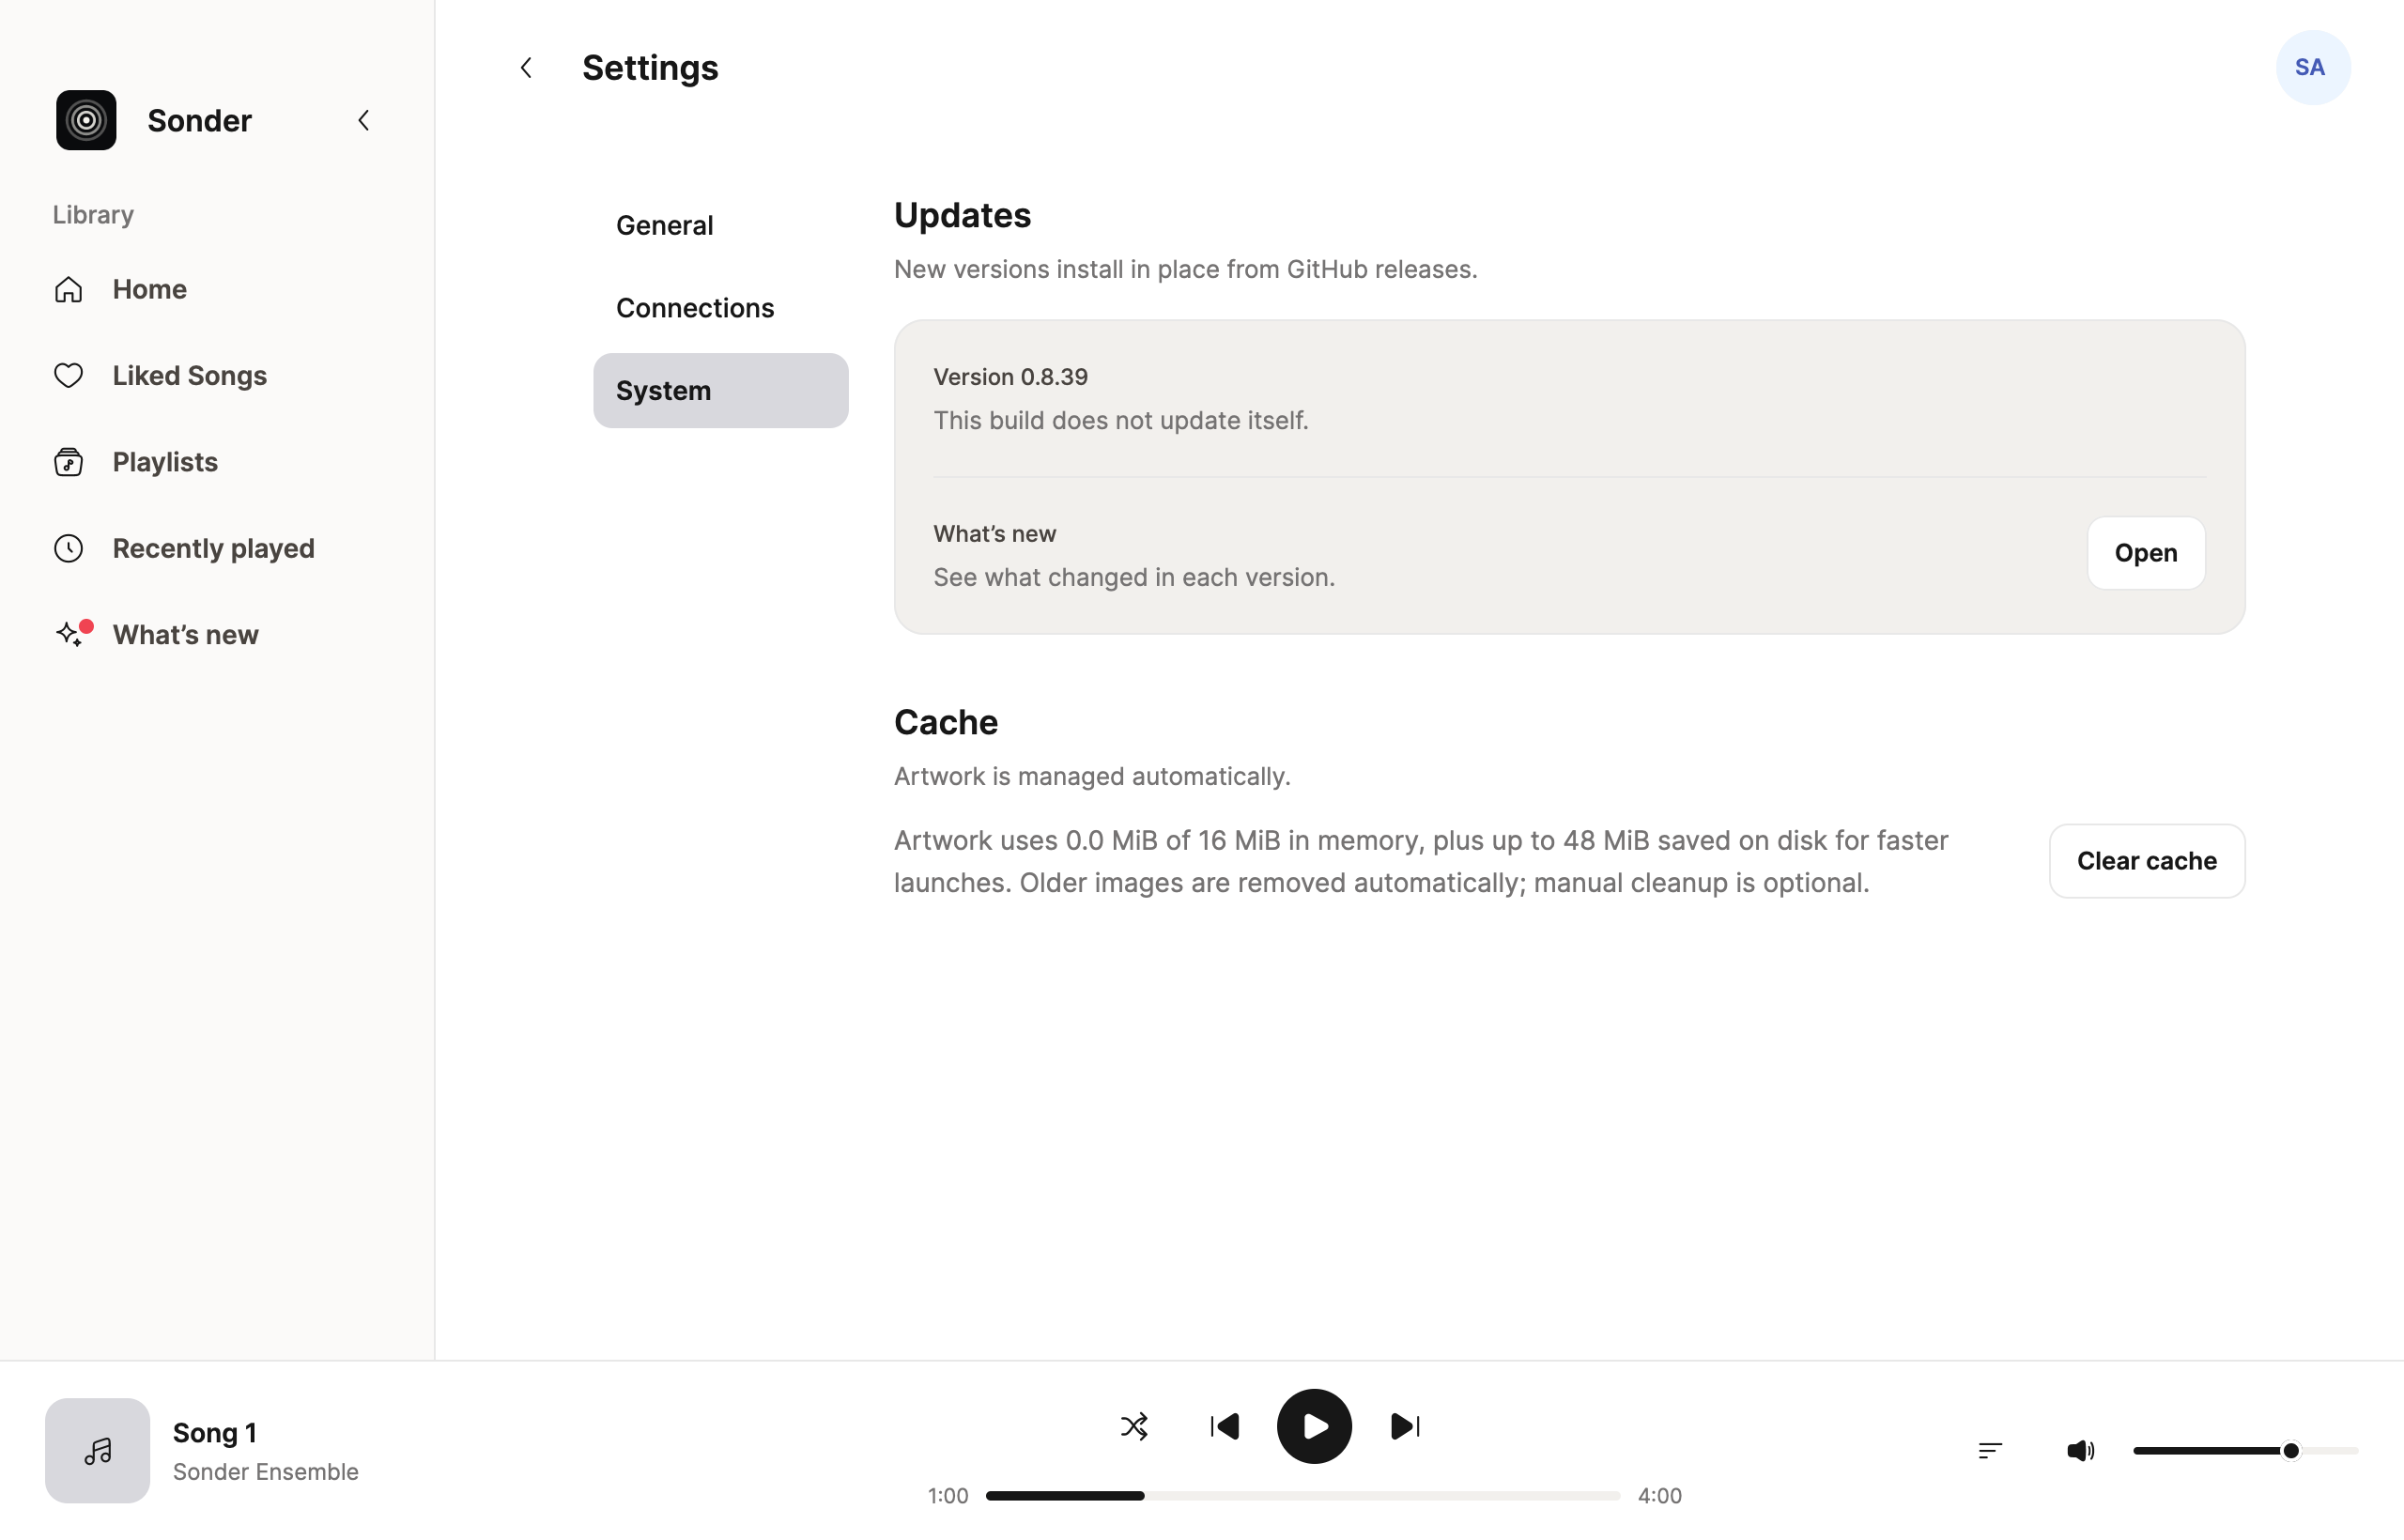 Settings
SA
Sonder
Library
Home
Liked Songs
Playlists
Recently played
What’s new
General
Connections
System
Updates
New versions install in place from GitHub releases.
Version 0.8.39
This build does not update itself.
What’s new
See what changed in each version.
Open
Cache
Artwork is managed automatically.
Artwork uses 0.0 MiB of 16 MiB in memory, plus up to 48 MiB saved on disk for faster
launches. Older images are removed automatically; manual cleanup is optional.
Clear cache
Song 1
Sonder Ensemble
1:00
4:00